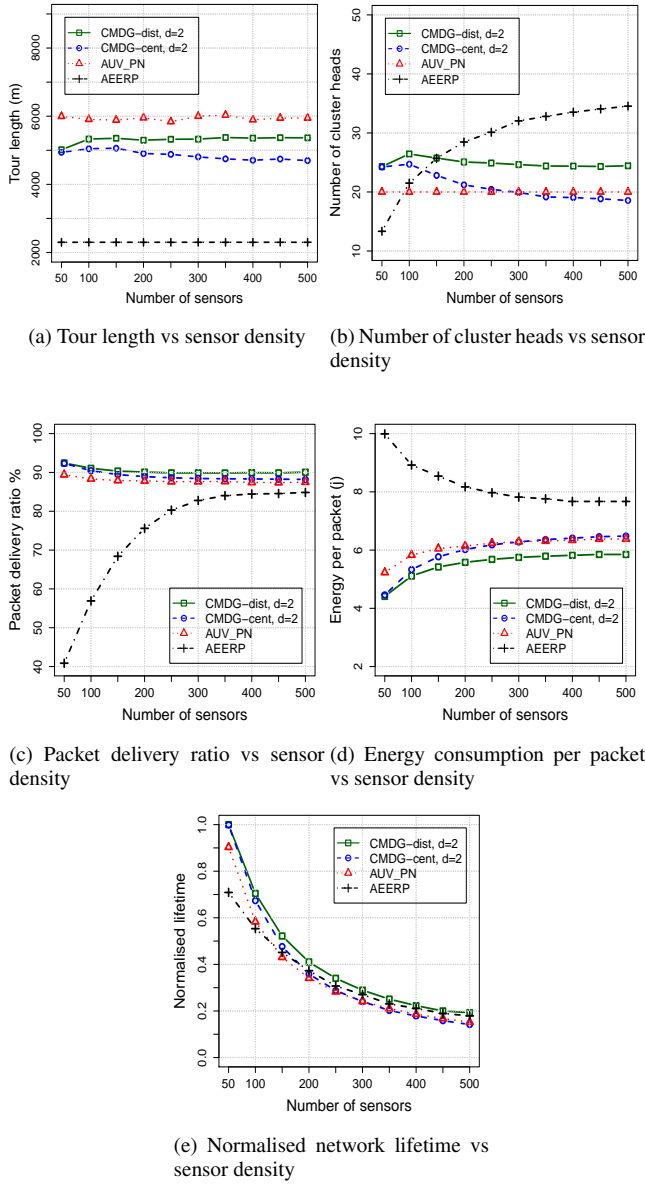 Tour length (m)
2000 4000 6000 8000
CMDG−dist, d=2
CMDG−cent, d=2
AUV_PN
AEERP
50 100 200 300 400 500
Number of sensors
(a) Tour length vs sensor density
Number of cluster heads
10 20 30 40 50
CMDG−dist, d=2
CMDG−cent, d=2
AUV_PN
AEERP
50 100 200 300 400 500
Number of sensors
(b) Number of cluster heads vs sensor
density
Packet delivery ratio %
40 50 60 70 80 90 100
CMDG−dist, d=2
CMDG−cent, d=2
AUV_PN
AEERP
50 100 200 300 400 500
Number of sensors
(c) Packet delivery ratio vs sensor
density
Energy per packet (j)
2 4 6 8 10
CMDG−dist, d=2
CMDG−cent, d=2
AUV_PN
AEERP
50 100 200 300 400 500
Number of sensors
(d) Energy consumption per packet
vs sensor density
Normalised lifetime
0.0 0.2 0.4 0.6 0.8 1.0
CMDG−dist, d=2
CMDG−cent, d=2
AUV_PN
AEERP
50 100 200 300 400 500
Number of sensors
(e) Normalised network lifetime vs
sensor density